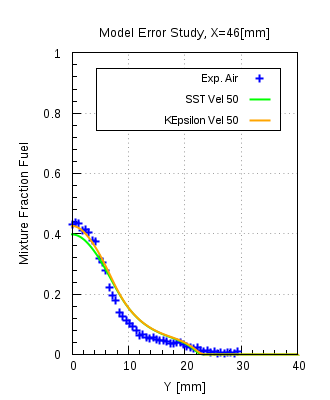 Model Error Study, X=46[mm]
Exp. Air
SST Vel 50
KEpsilon Vel 50
Mixture Fraction Fuel
1
0.8
0.6
0.4
0.2
0
0 10 20 30 40
Y [mm]